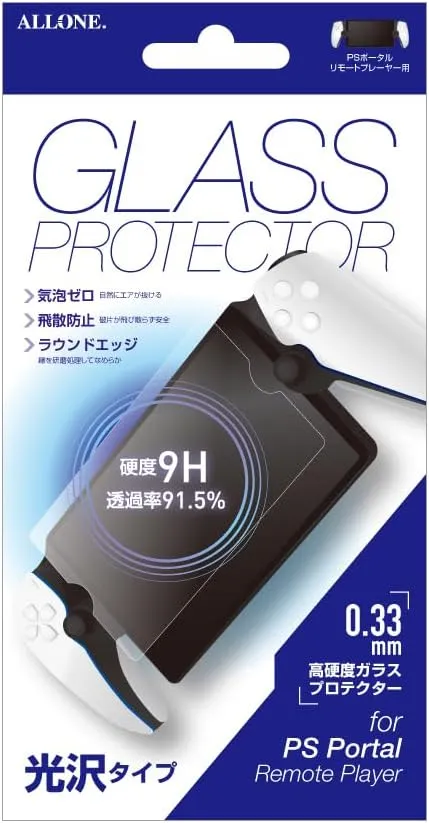 ALLONE.
PSポータル
リモートプレーヤー用
GLASS
PROTECTOR
気泡ゼロ 自然にエアが抜ける
飛散防止 破片が飛び散らず安全
ラウンドエッジ
縁を研磨処理してなめらか
硬度9H
透過率91.5%
0.33
mm
高硬度ガラス
プロテクター
for
PS Portal
Remote Player
光沢タイプ